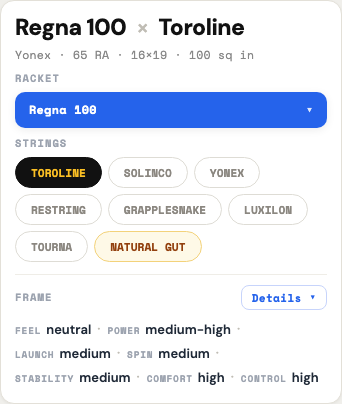 Regna 100 × Toroline
Yonex · 65 RA · 16×19 · 100 sq in
RACKET
Regna 100 ▾
STRINGS
TOROLINE SOLINCO YONEX
RESTRING GRAPPLESNAKE LUXILON
TOURNA NATURAL GUT
FRAME Details ▾
FEEL neutral · POWER medium-high ·
LAUNCH medium · SPIN medium ·
STABILITY medium · COMFORT high · CONTROL high